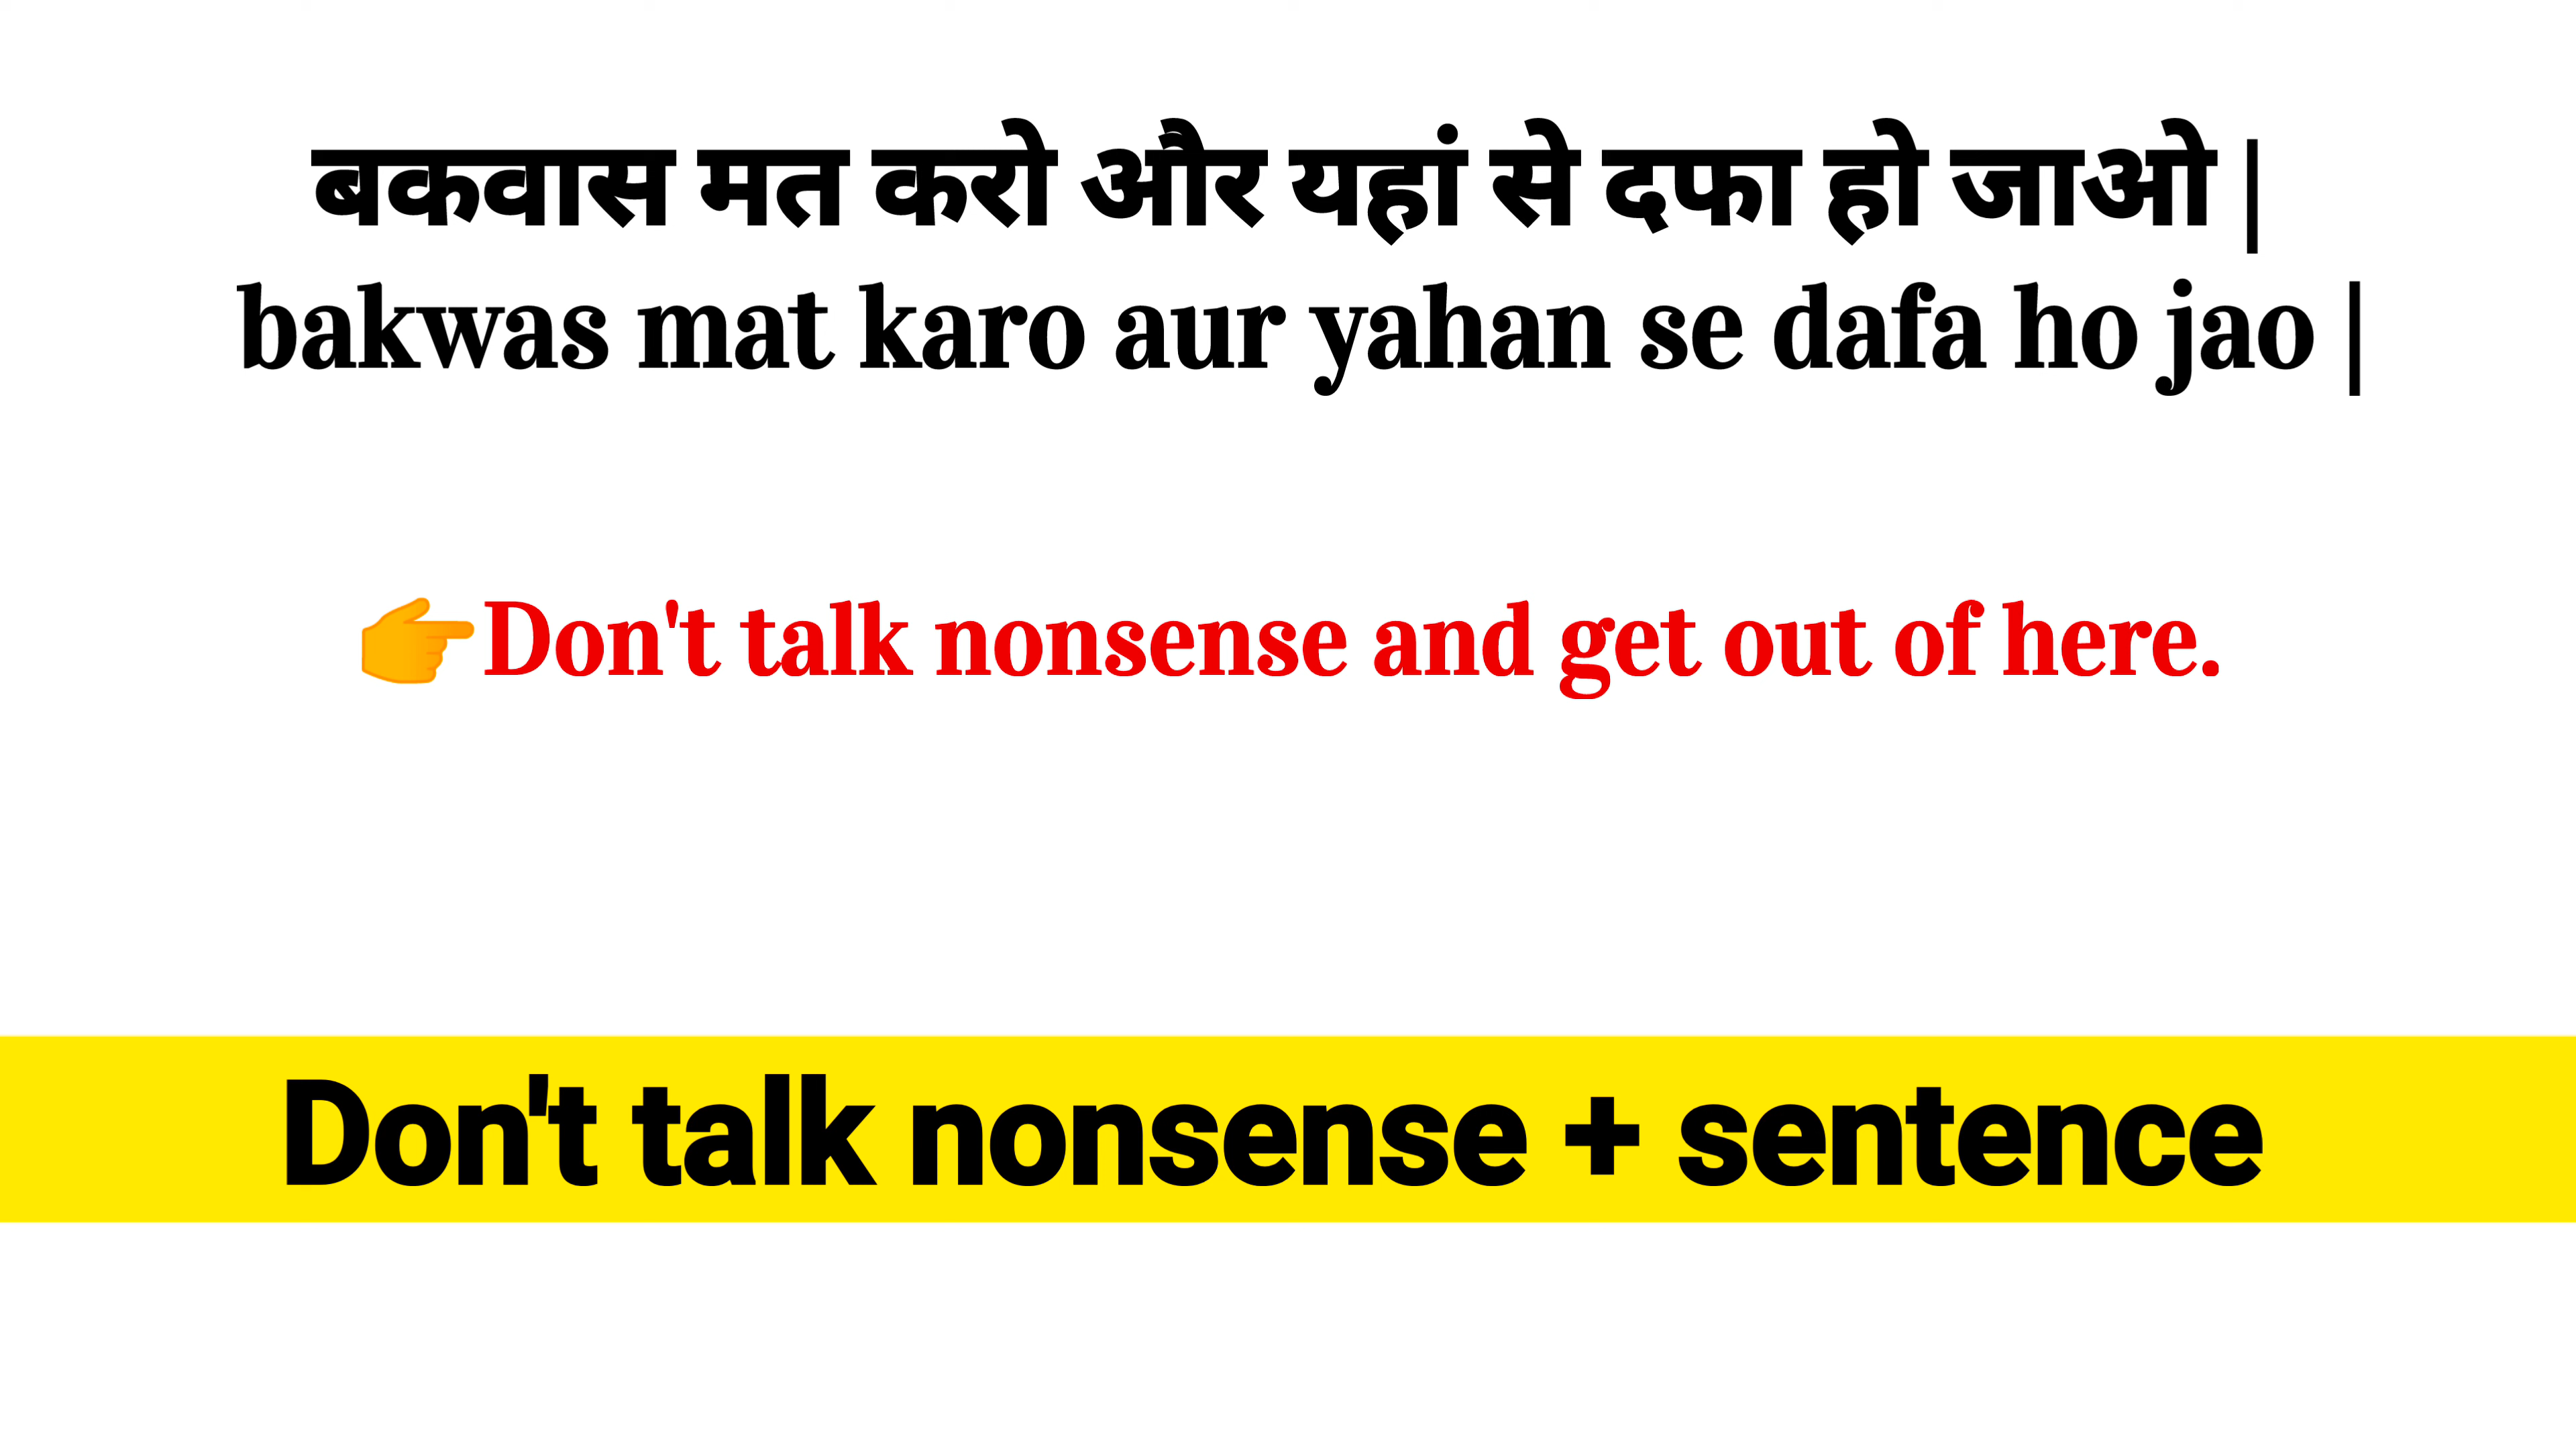 बकवास मत करो और यहां से दफा हो जाओ |
bakwas mat karo aur yahan se dafa ho jao |
👉Don't talk nonsense and get out of here.
Don't talk nonsense + sentence